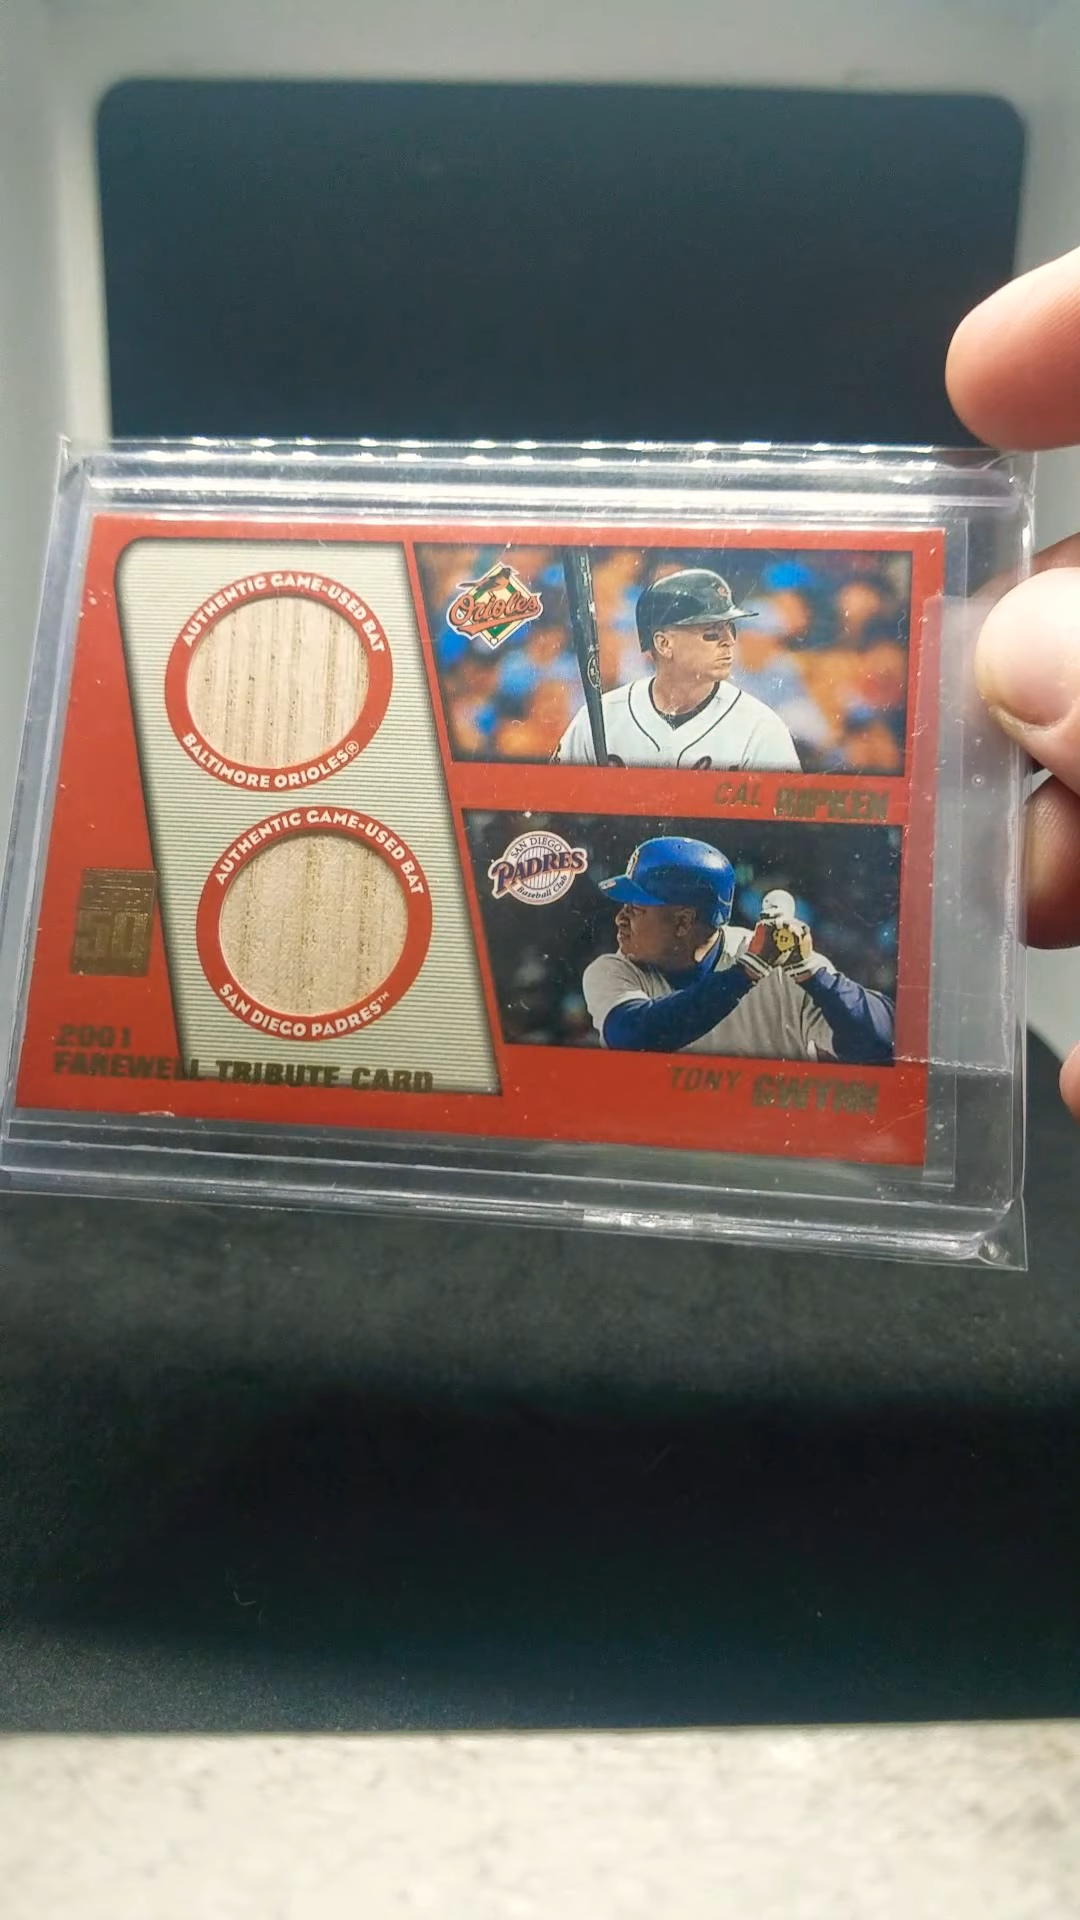 AUTHENTIC GAME-USED BAT
BALTIMORE ORIOLES®
Orioles
CAL RIPKEN
AUTHENTIC GAME-USED BAT
SAN DIEGO PADRES™
SAN DIEGO
PADRES
Baseball Club
TONY GWYNN
50
2001
FAREWELL TRIBUTE CARD